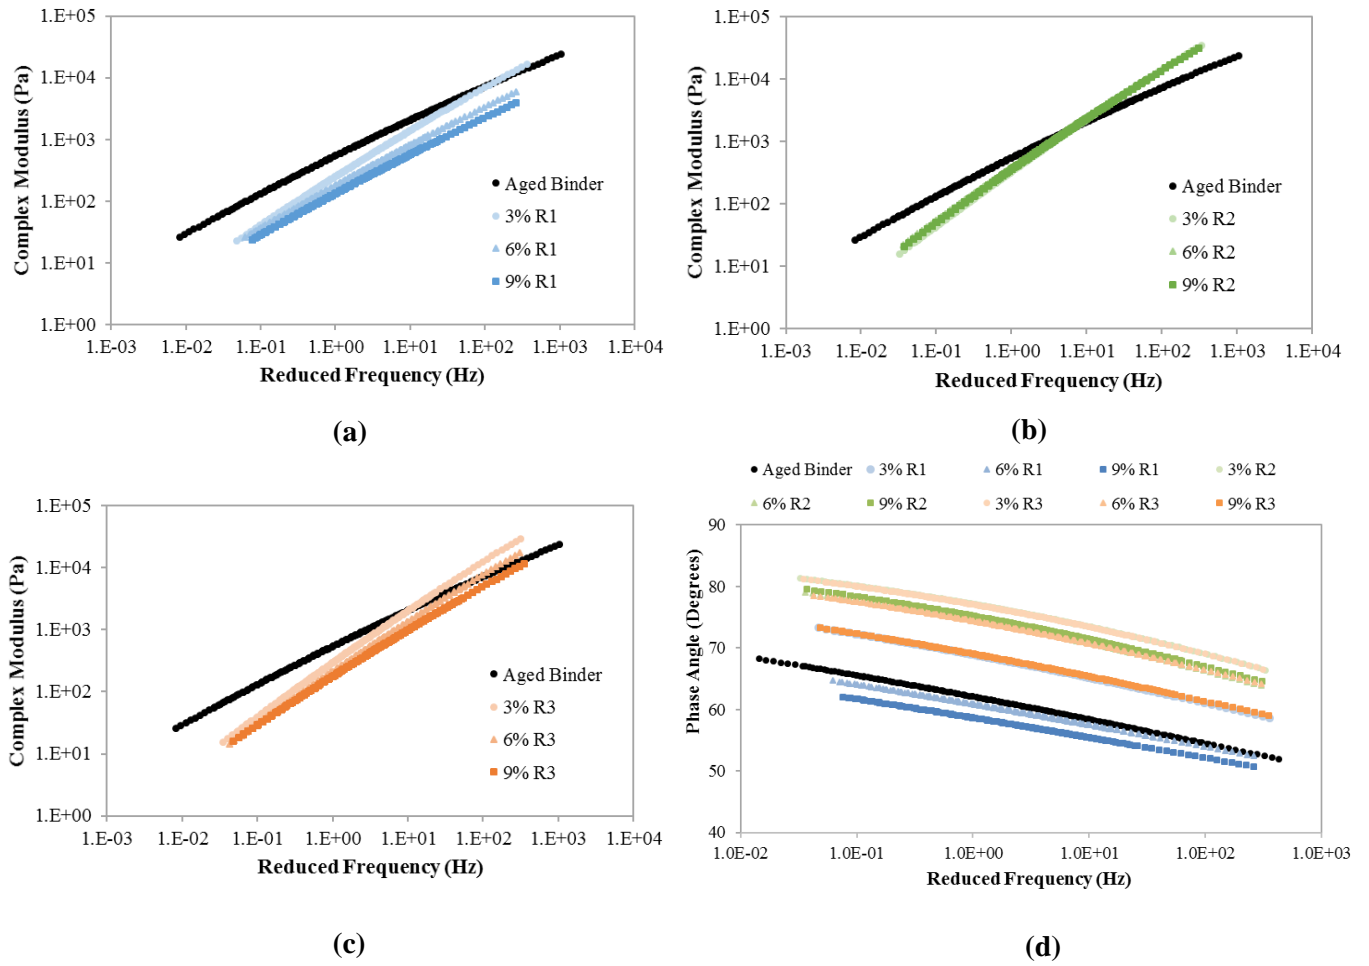 1.E+05
1.E+04
1.E+03
1.E+02
1.E+01
1.E+00
Complex Modulus (Pa)
Aged Binder
3% R1
6% R1
9% R1
1.E-03 1.E-02 1.E-01 1.E+00 1.E+01 1.E+02 1.E+03 1.E+04
Reduced Frequency (Hz)
(a)
1.E+05
1.E+04
1.E+03
1.E+02
1.E+01
1.E+00
Complex Modulus (Pa)
Aged Binder
3% R2
6% R2
9% R2
1.E-03 1.E-02 1.E-01 1.E+00 1.E+01 1.E+02 1.E+03 1.E+04
Reduced Frequency (Hz)
(b)
1.E+05
1.E+04
1.E+03
1.E+02
1.E+01
1.E+00
Complex Modulus (Pa)
Aged Binder
3% R3
6% R3
9% R3
1.E-03 1.E-02 1.E-01 1.E+00 1.E+01 1.E+02 1.E+03 1.E+04
Reduced Frequency (Hz)
(c)
Aged Binder 3% R1 6% R1 9% R1 3% R2
6% R2 9% R2 3% R3 6% R3 9% R3
90
80
70
60
50
40
Phase Angle (Degrees)
1.0E-02 1.0E-01 1.0E+00 1.0E+01 1.0E+02 1.0E+03
Reduced Frequency (Hz)
(d)